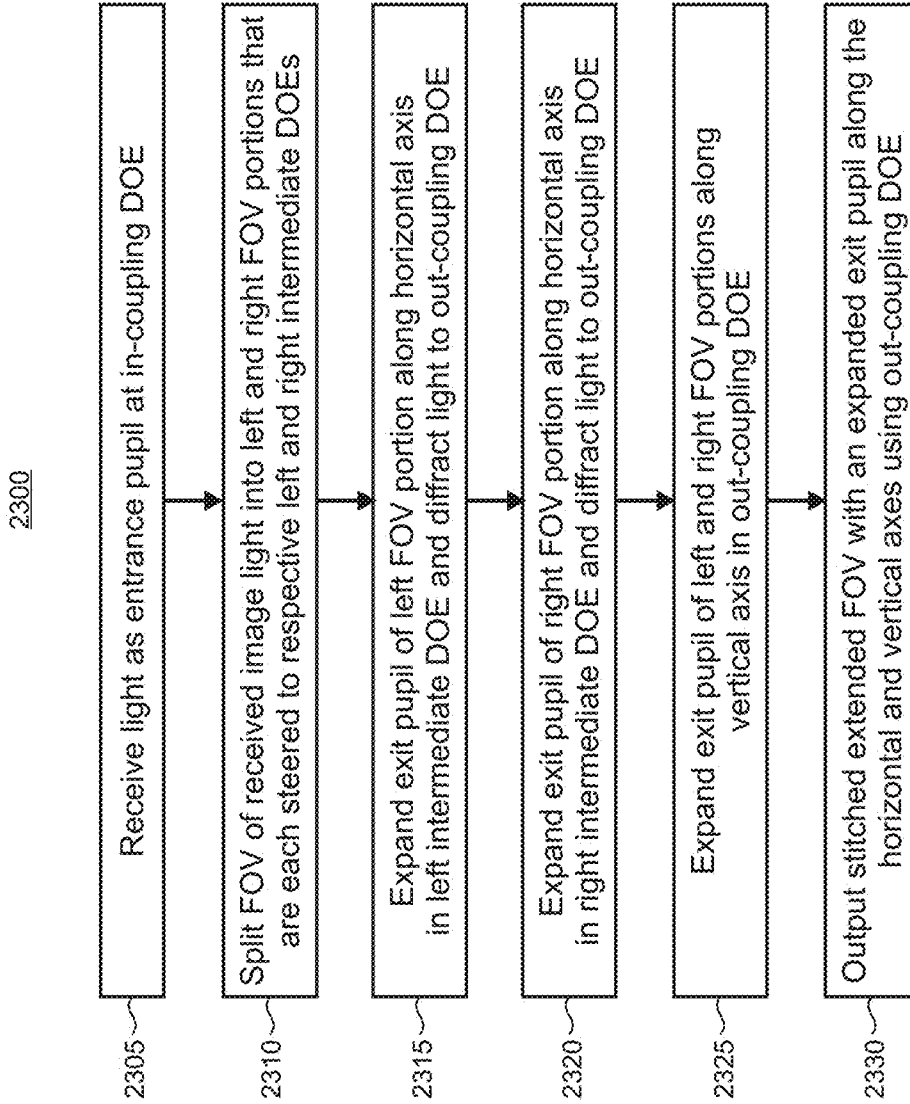 2300
2305
Receive light as entrance pupil at in-coupling DOE
2310
Split FOV of received image light into left and right FOV portions that
are each steered to respective left and right intermediate DOEs
2315
Expand exit pupil of left FOV portion along horizontal axis
in left intermediate DOE and diffract light to out-coupling DOE
2320
Expand exit pupil of right FOV portion along horizontal axis
in right intermediate DOE and diffract light to out-coupling DOE
2325
Expand exit pupil of left and right FOV portions along
vertical axis in out-coupling DOE
2330
Output stitched extended FOV with an expanded exit pupil along the
horizontal and vertical axes using out-coupling DOE